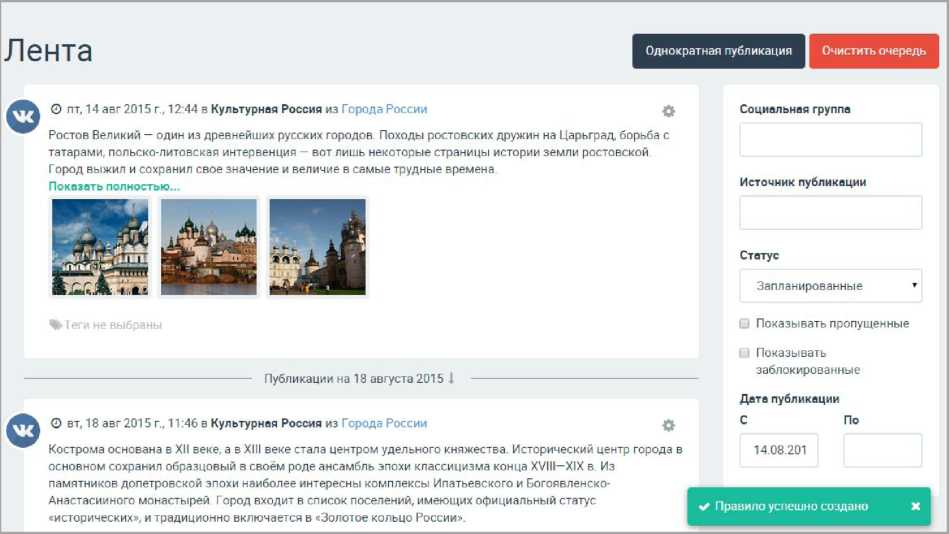 Лента
Однократная публикация
Очистить очередь
пт, 14 авг 2015 г., 12:44 в Культурная Россия из Города России
Ростов Великий — один из древнейших русских городов. Походы ростовских дружин на Царьград, борьба с
татарами, польско-литовская интервенция — вот лишь некоторые страницы истории земли ростовской.
Город выжил и сохранил свое значение и величие в самые трудные времена.
Показать полностью...
Теги не выбраны
Публикации на 18 августа 2015
вт, 18 авг 2015 г., 11:46 в Культурная Россия из Города России
Кострома основана в XII веке, а в XIII веке стала центром удельного княжества. Исторический центр города в
основном сохранил образцовый в своём роде ансамбль эпохи классицизма конца XVIII—XIX в. Из
памятников допетровской эпохи наиболее интересны комплексы Ипатьевского и Богоявленско-
Анастасииного монастырей. Город входит в список поселений, имеющих официальный статус
«исторических», и традиционно включается в «Золотое кольцо России».
Социальная группа
Источник публикации
Статус
Запланированные
Показывать пропущенные
Показывать
заблокированные
Дата публикации
С По
14.08.201
Правило успешно создано